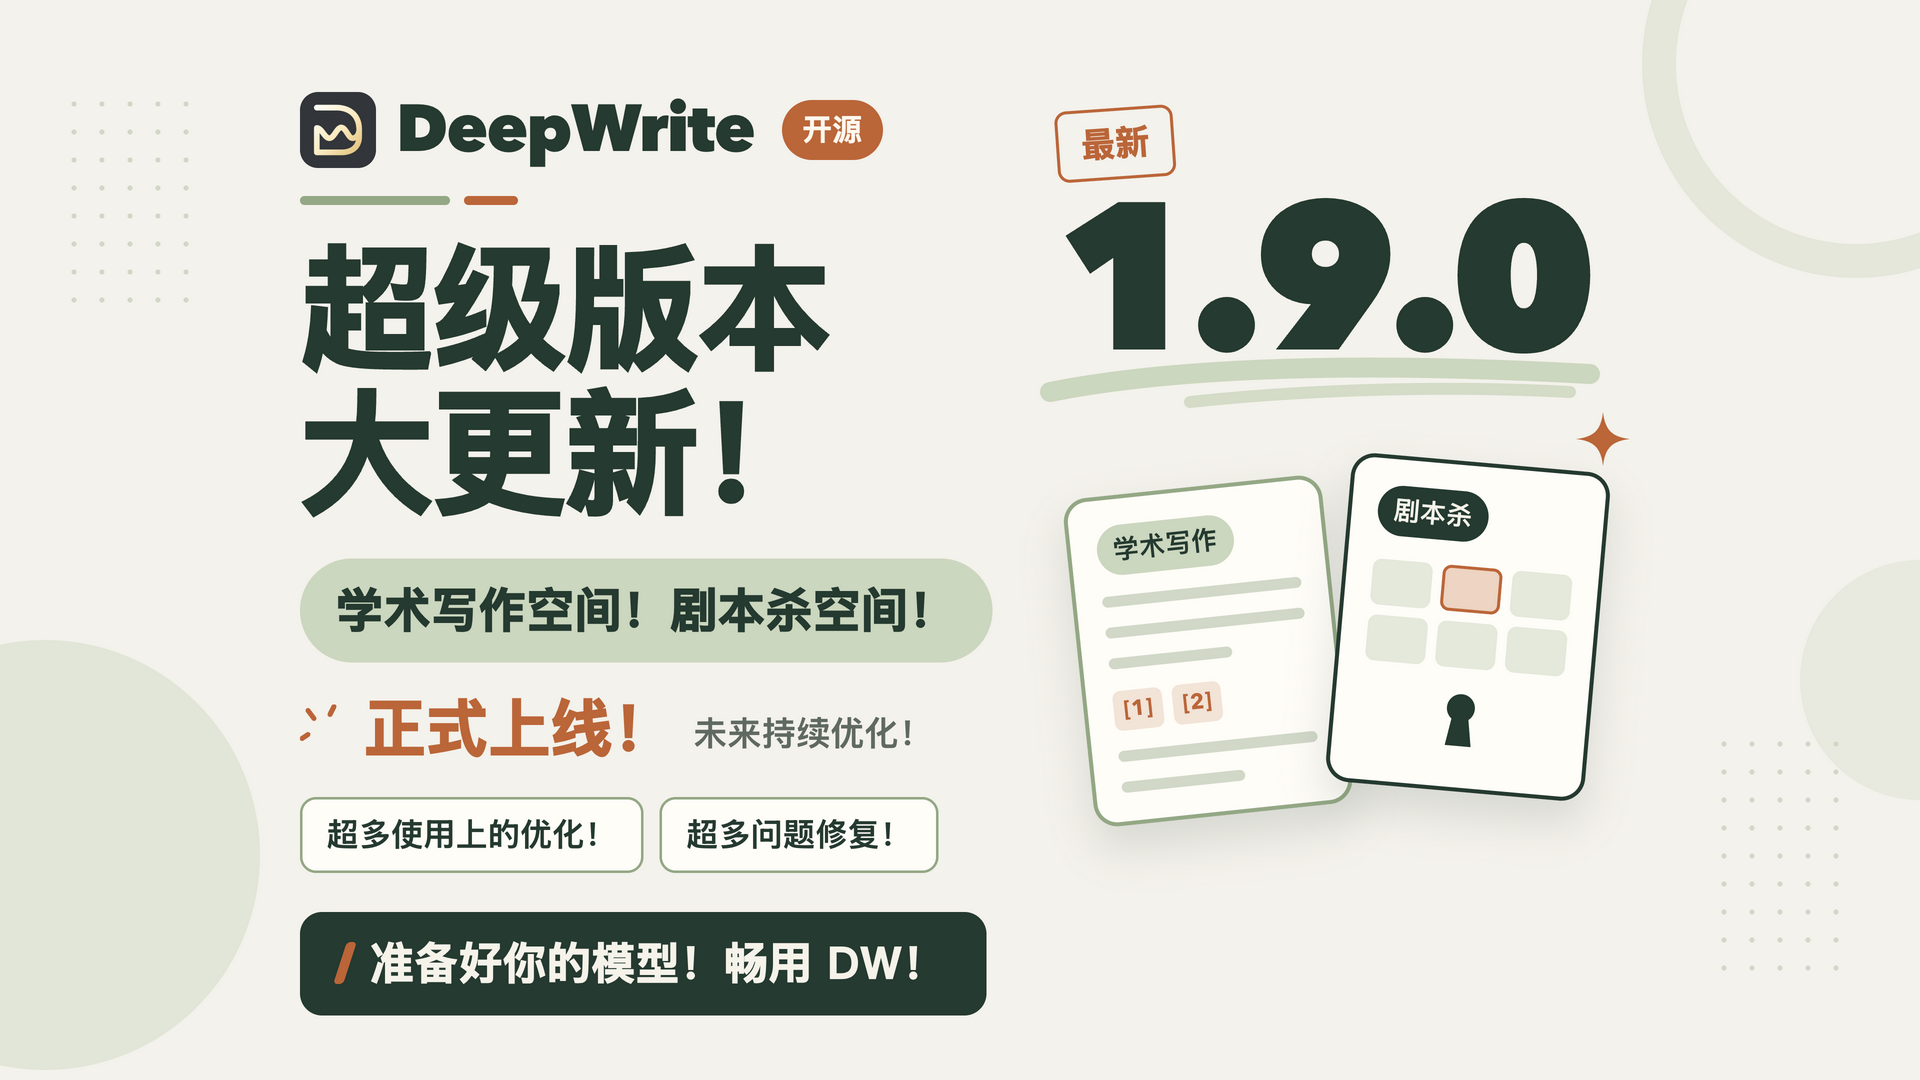 DeepWrite 开源
超级版本
大更新！
学术写作空间！剧本杀空间！
正式上线！ 未来持续优化！
超多使用上的优化！ 超多问题修复！
准备好你的模型！畅用 DW！
最新
1.9.0
学术写作
[1] [2]
剧本杀